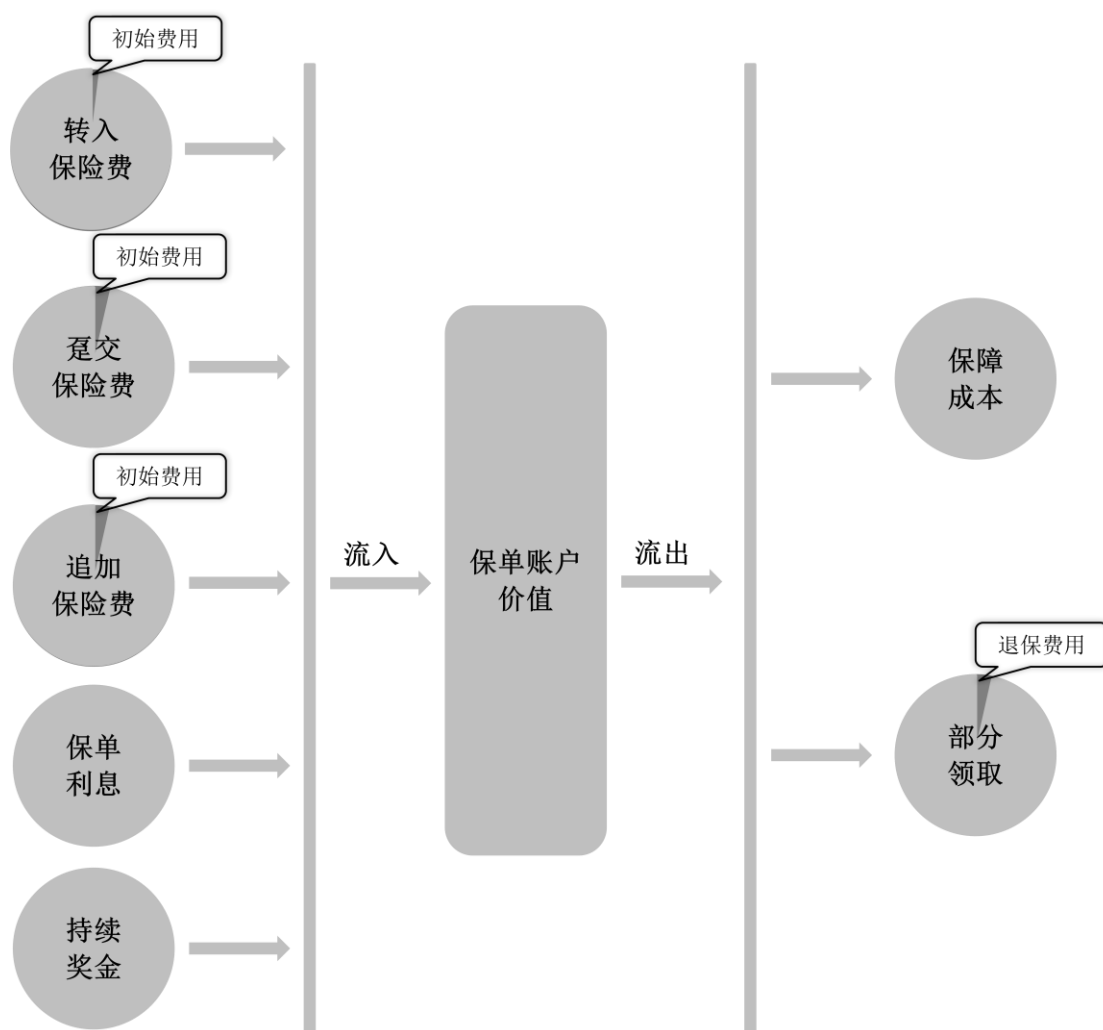 初始费用
转入
保险费
初始费用
趸交
保险费
初始费用
追加
保险费
保单
利息
持续
奖金
流入
保单账户
价值
流出
保障
成本
退保费用
部分
领取